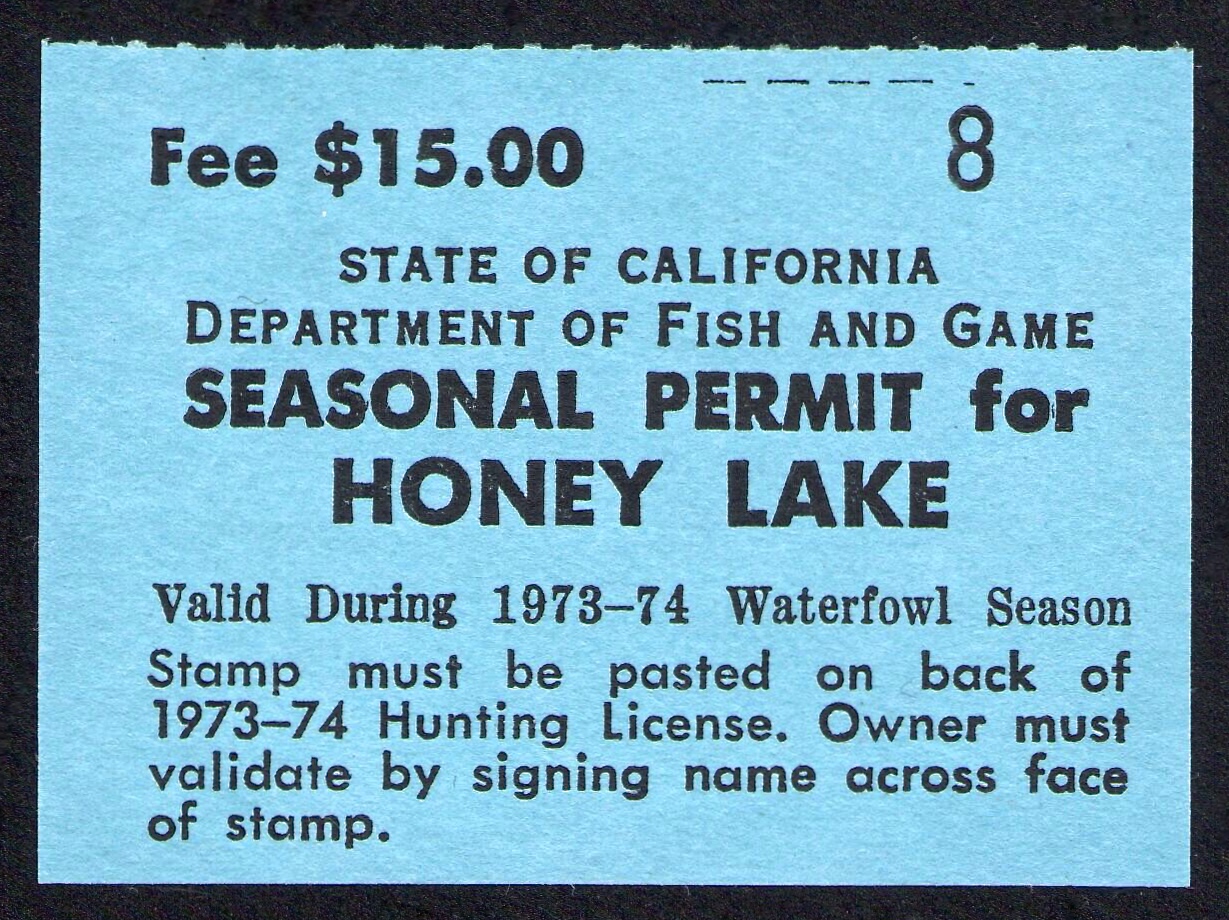 Fee $15.00 8
STATE OF CALIFORNIA
DEPARTMENT OF FISH AND GAME
SEASONAL PERMIT for
HONEY LAKE
Valid During 1973–74 Waterfowl Season
Stamp must be pasted on back of
1973–74 Hunting License. Owner must
validate by signing name across face
of stamp.